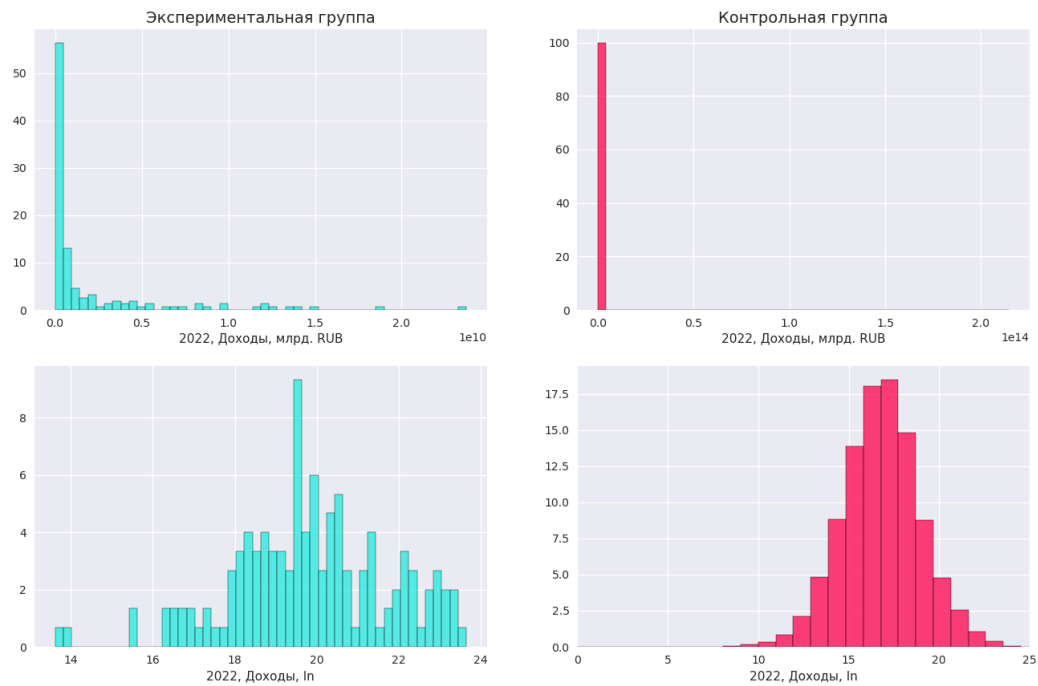 Экспериментальная группа
Контрольная группа
50
40
30
20
10
0
0.0 0.5 1.0 1.5 2.0
1e10
2022, Доходы, млрд. RUB
100
80
60
40
20
0
0.0 0.5 1.0 1.5 2.0
1e14
2022, Доходы, млрд. RUB
8
6
4
2
0
14 16 18 20 22 24
2022, Доходы, ln
17.5
15.0
12.5
10.0
7.5
5.0
2.5
0.0
0 5 10 15 20 25
2022, Доходы, ln